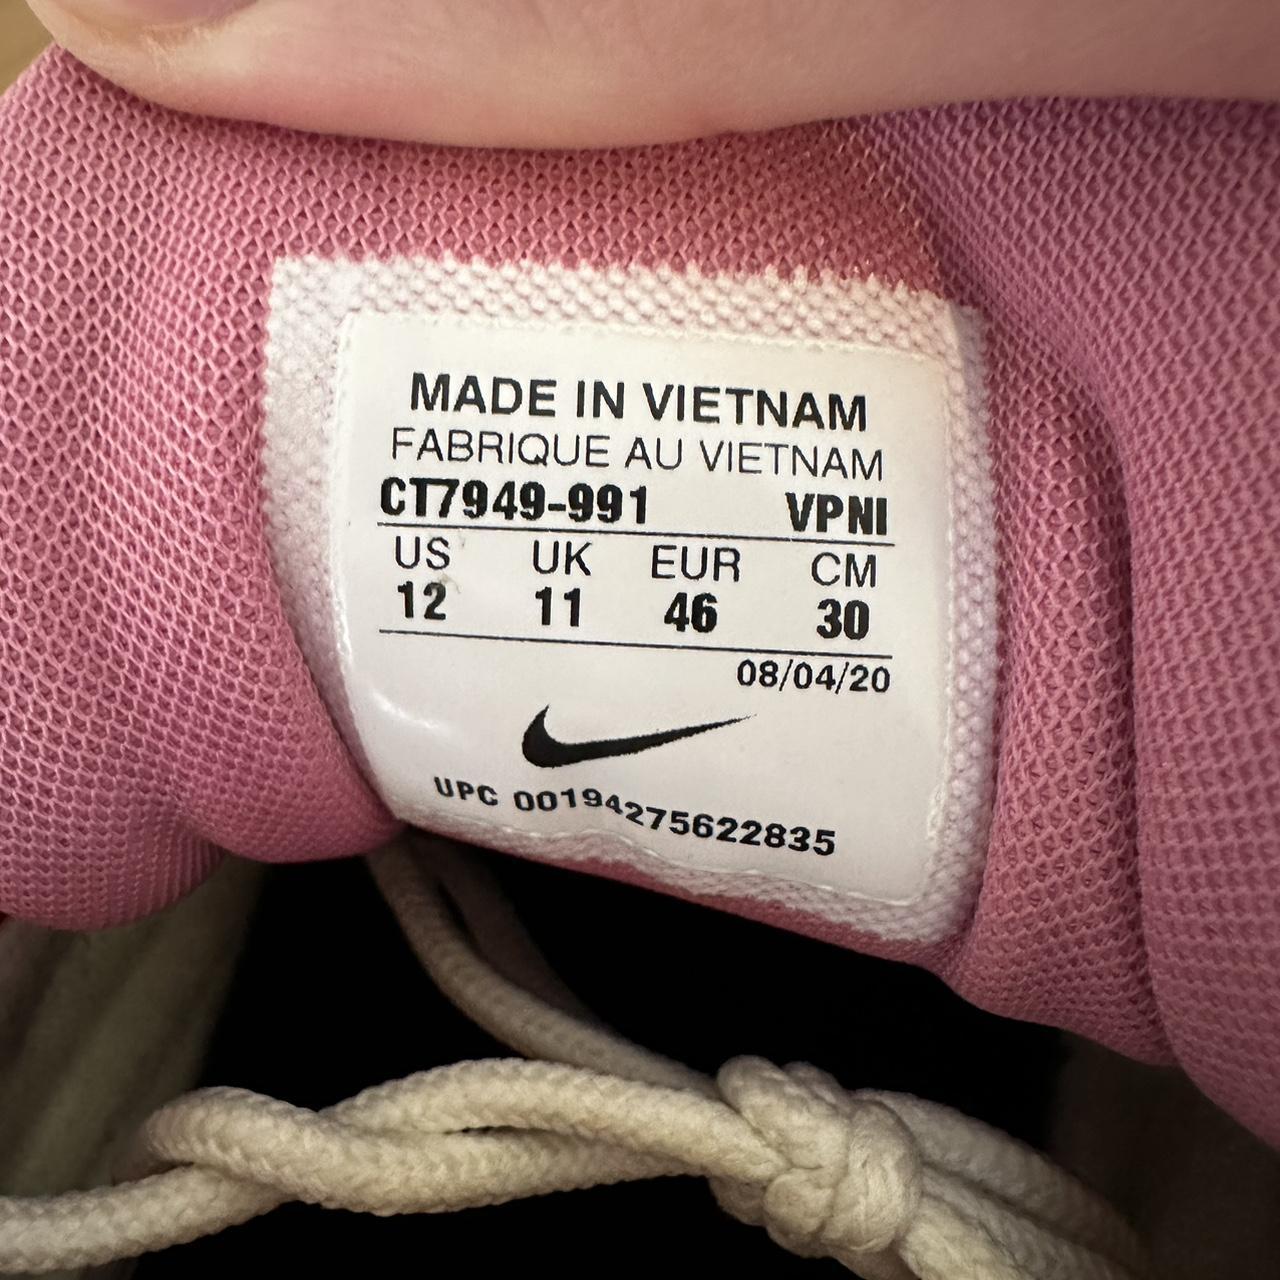 MADE IN VIETNAM
FABRIQUE AU VIETNAM
CT7949-991 VPNI
US UK EUR CM
12 11 46 30
08/04/20
UPC 00194275622835